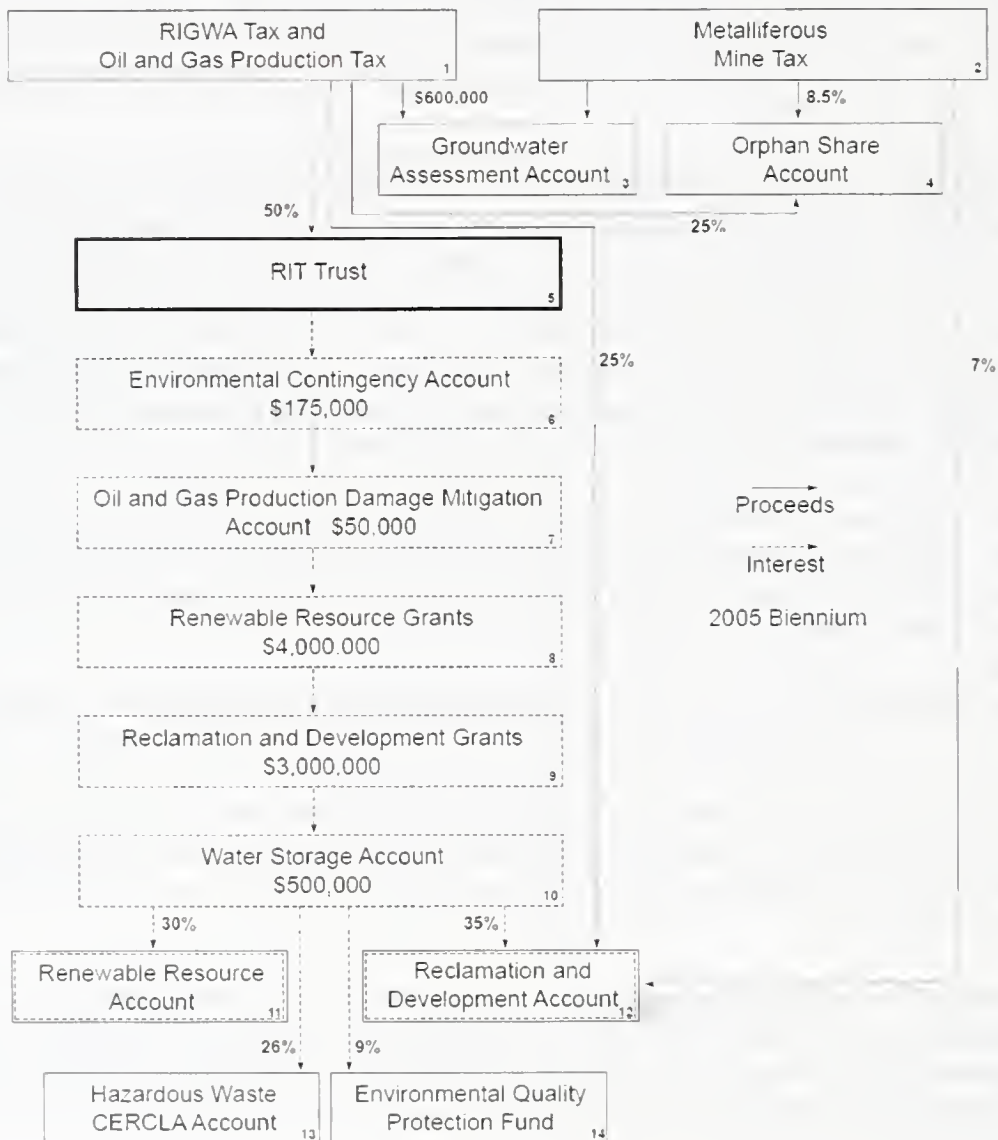 RIGWA Tax and
Oil and Gas Production Tax
1
Metalliferous
Mine Tax
2
$600.000
8.5%
Groundwater
Assessment Account
3
Orphan Share
Account
4
50%
25%
RIT Trust
5
25%
7%
Environmental Contingency Account
$175,000
6
Oil and Gas Production Damage Mitigation
Account $50,000
7
Proceeds
Interest
2005 Biennium
Renewable Resource Grants
$4,000.000
8
Reclamation and Development Grants
$3,000,000
9
Water Storage Account
$500,000
10
30%
35%
Renewable Resource
Account
11
Reclamation and
Development Account
12
26%
9%
Hazardous Waste
CERCLA Account
13
Environmental Quality
Protection Fund
14